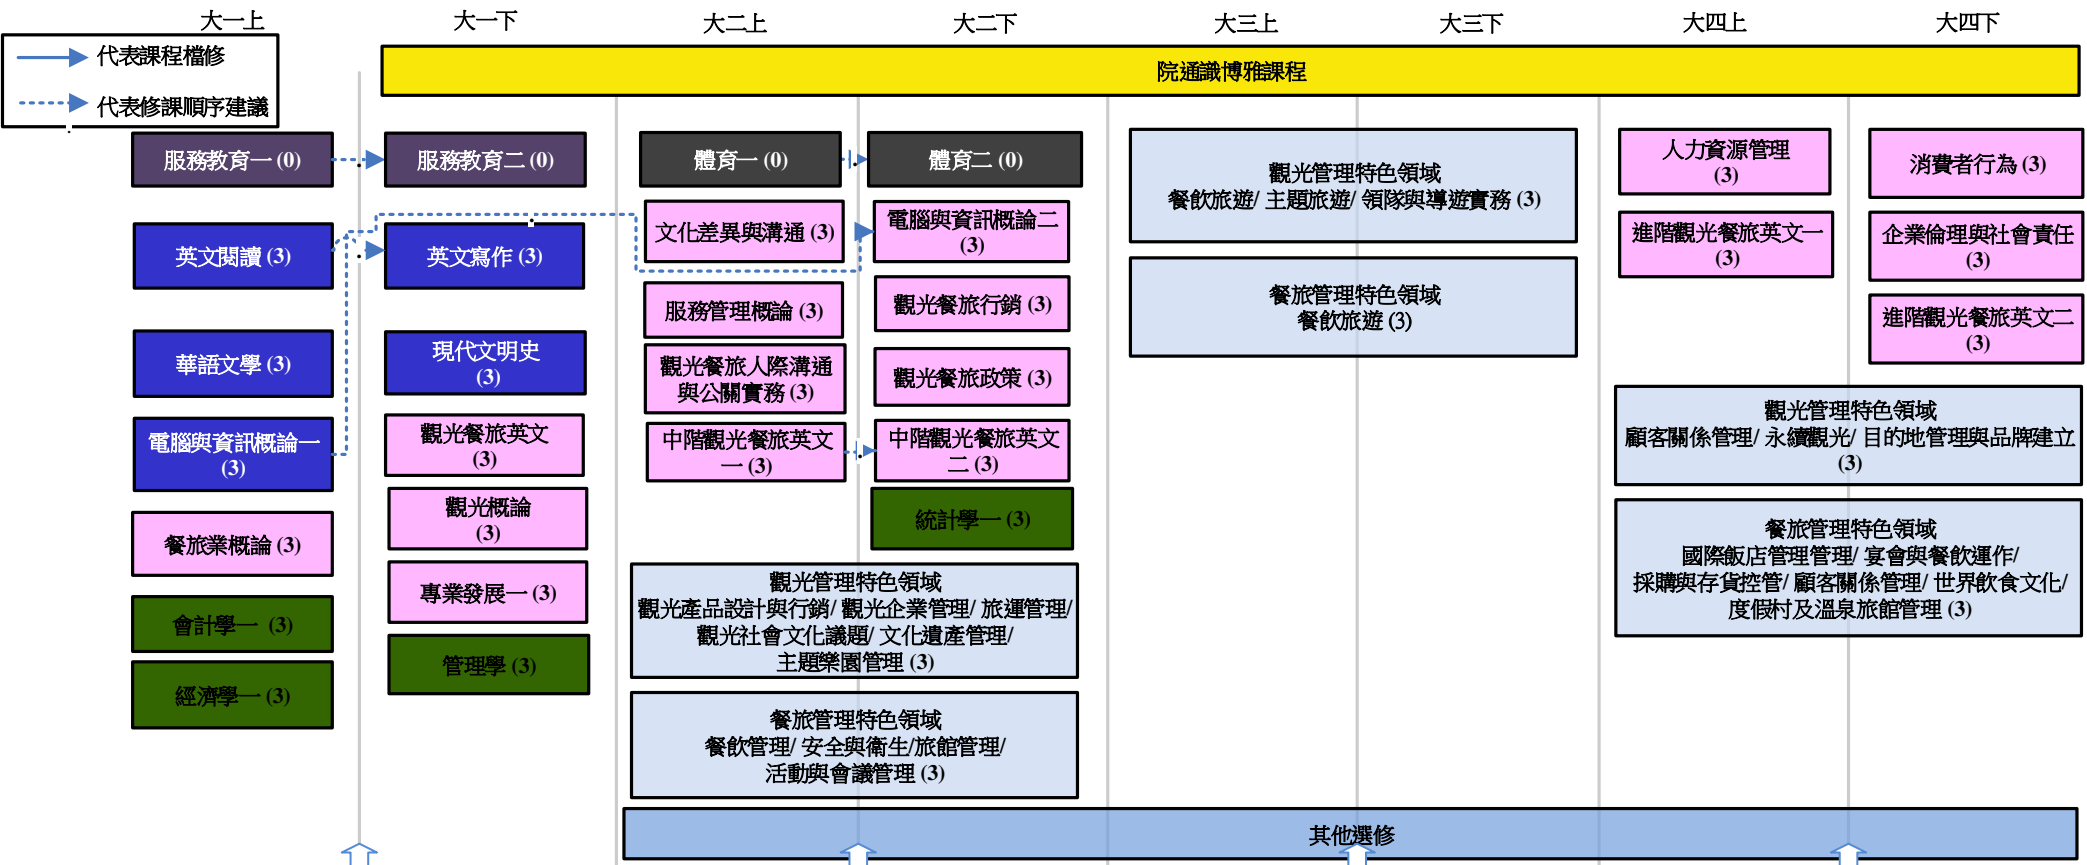 大一上
大一下
大二上
大二下
大三上
大三下
大四上
大四下
代表課程檔修
代表修課順序建議
院通識博雅課程
服務教育一 (0)
英文閱讀 (3)
華語文學 (3)
電腦與資訊概論一
(3)
餐旅業概論 (3)
會計學一 (3)
經濟學一 (3)
服務教育二 (0)
英文寫作 (3)
現代文明史
(3)
觀光餐旅英文
(3)
觀光概論
(3)
專業發展一 (3)
管理學 (3)
體育一 (0)
文化差異與溝通 (3)
服務管理概論 (3)
觀光餐旅人際溝通
與公關實務 (3)
中階觀光餐旅英文
一 (3)
體育二 (0)
電腦與資訊概論二
(3)
觀光餐旅行銷 (3)
觀光餐旅政策 (3)
中階觀光餐旅英文
二 (3)
統計學一 (3)
觀光管理特色領域
觀光產品設計與行銷/ 觀光企業管理/ 旅運管理/
觀光社會文化議題/ 文化遺產管理/
主題樂園管理 (3)
餐旅管理特色領域
餐飲管理/ 安全與衛生/旅館管理/
活動與會議管理 (3)
觀光管理特色領域
餐飲旅遊/ 主題旅遊/ 領隊與導遊實務 (3)
餐旅管理特色領域
餐飲旅遊 (3)
人力資源管理
(3)
進階觀光餐旅英文一
(3)
消費者行為 (3)
企業倫理與社會責任
(3)
進階觀光餐旅英文二
(3)
觀光管理特色領域
顧客關係管理/ 永續觀光/ 目的地管理與品牌建立
(3)
餐旅管理特色領域
國際飯店管理管理/ 宴會與餐飲運作/
採購與存貨控管/ 顧客關係管理/ 世界飲食文化/
度假村及溫泉旅館管理 (3)
其他選修